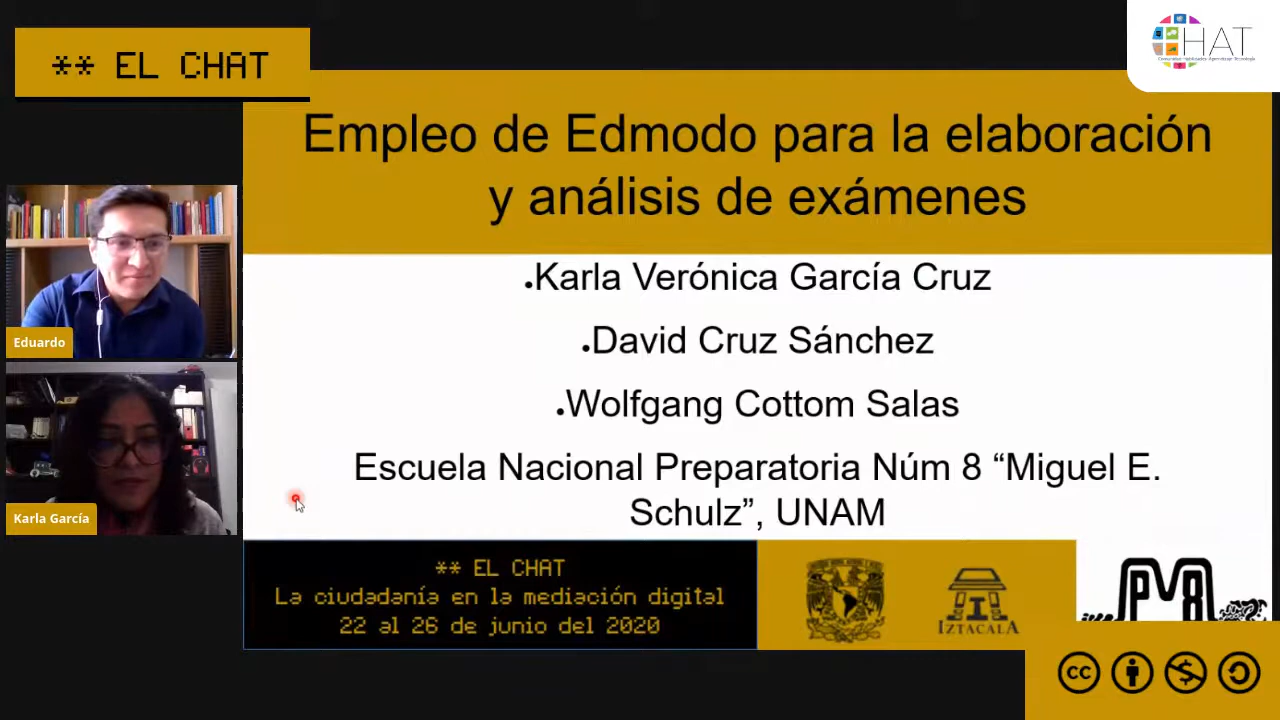 ** EL CHAT
HAT
Empleo de Edmodo para la elaboración
y análisis de exámenes
Eduardo
Karla García
•Karla Verónica García Cruz
•David Cruz Sánchez
•Wolfgang Cottom Salas
Escuela Nacional Preparatoria Núm 8 “Miguel E.
Schulz”, UNAM
** EL CHAT
La ciudadanía en la mediación digital
22 al 26 de junio del 2020
IZTACALA
PV8
cc